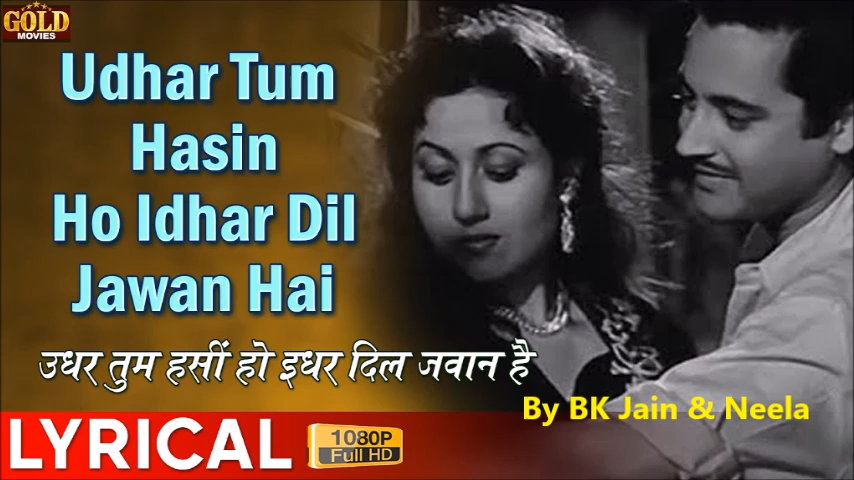 GOLD
MOVIES
Udhar Tum
Hasin
Ho Idhar Dil
Jawan Hai
उधर तुम हसीं हो इधर दिल जवान है
By BK Jain & Neela
LYRICAL
1080P
Full HD